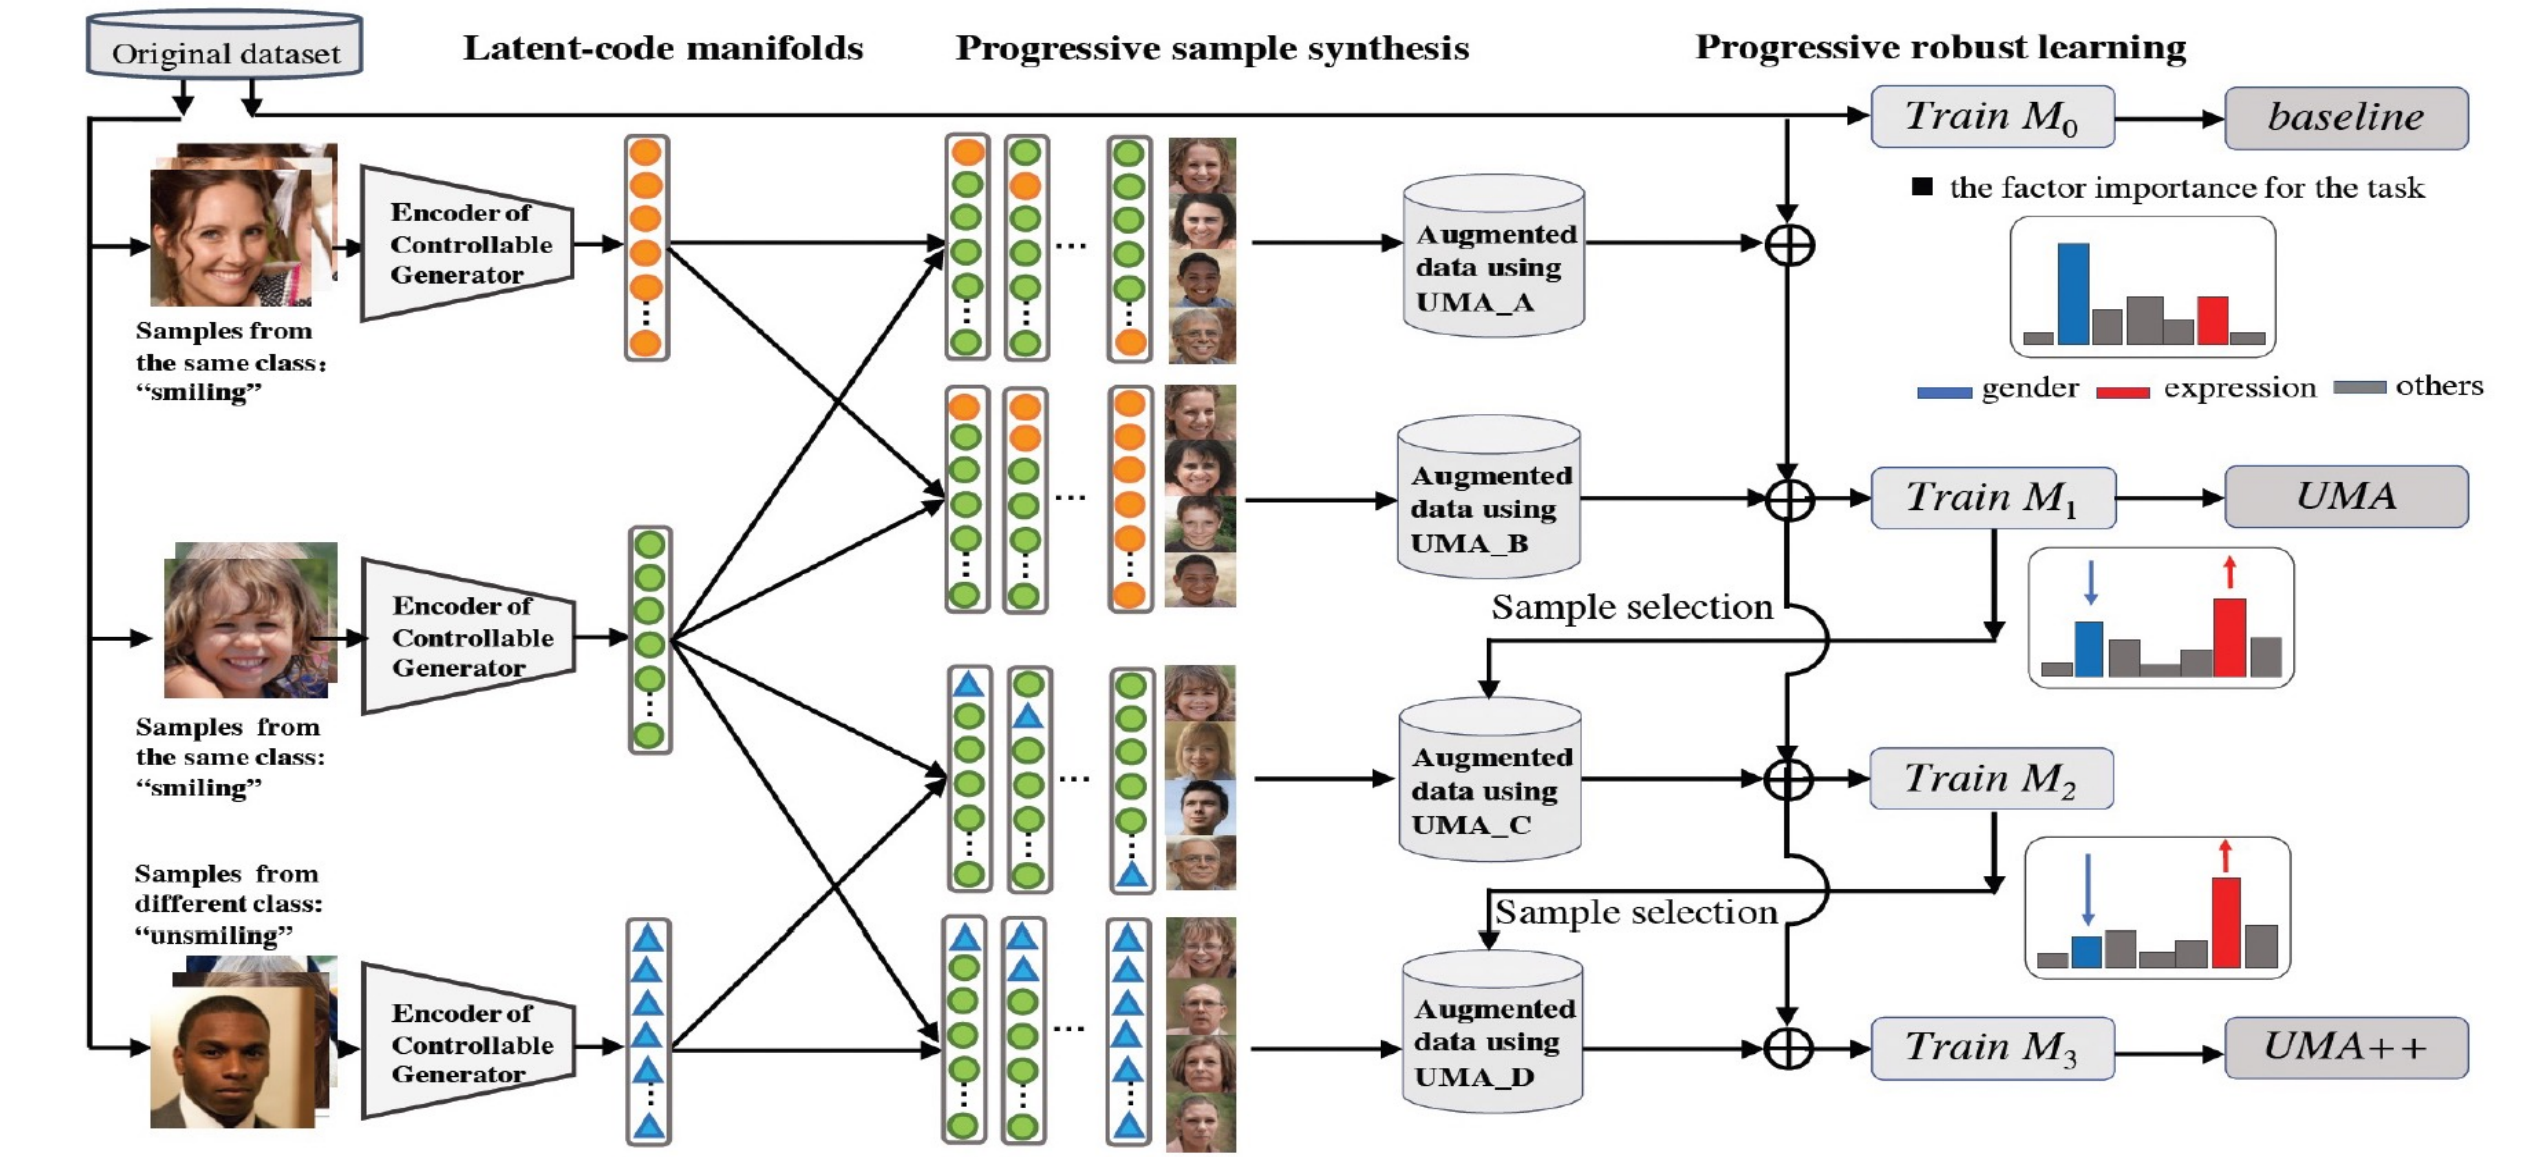 Original dataset
Latent-code manifolds
Progressive sample synthesis
Progressive robust learning
Train M0
baseline
the factor importance for the task
Encoder of
Controllable
Generator
Augmented
data using
UMA_A
Samples from
the same class:
“smiling”
gender
expression
others
Augmented
data using
UMA_B
Train M1
UMA
Encoder of
Controllable
Generator
Sample selection
Samples from
the same class:
“smiling”
Augmented
data using
UMA_C
Train M2
Samples from
different class:
“unsmiling”
Sample selection
Encoder of
Controllable
Generator
Augmented
data using
UMA_D
Train M3
UMA++